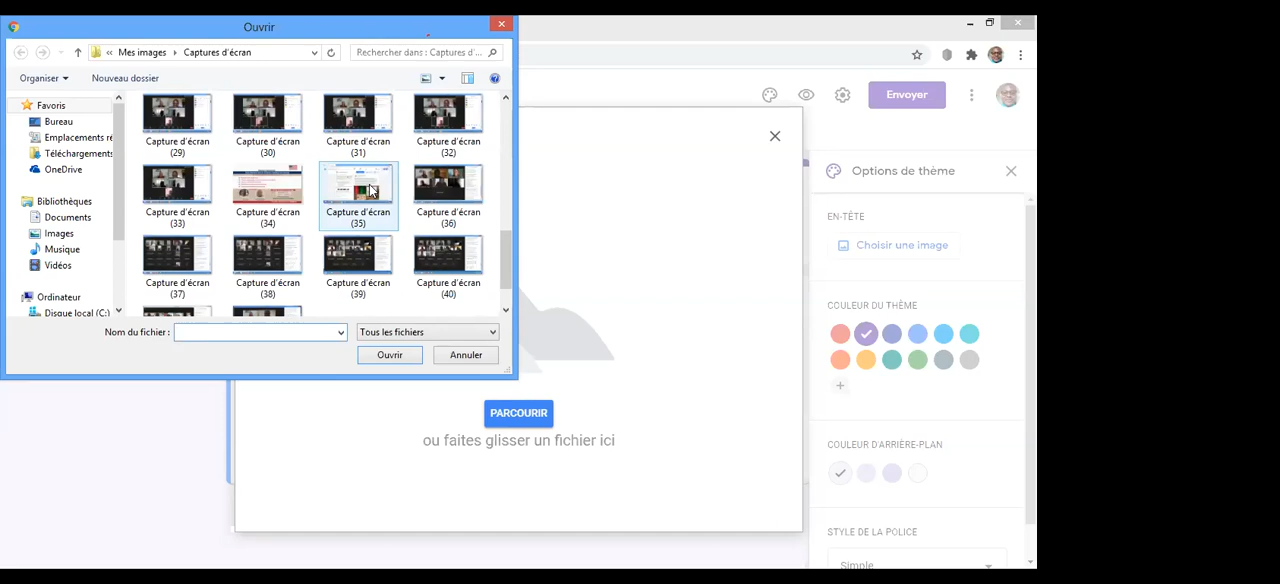 Ouvrir
« Mes images ▸ Captures d'écran
Rechercher dans : Captures d'...
Organiser
Nouveau dossier
Favoris
Bureau
Emplacements ré
Téléchargements
OneDrive
Bibliothèques
Documents
Images
Musique
Vidéos
Ordinateur
Disque local (C:)
Capture d'écran (29)
Capture d'écran (30)
Capture d'écran (31)
Capture d'écran (32)
Capture d'écran (33)
Capture d'écran (34)
Capture d'écran (35)
Capture d'écran (36)
Capture d'écran (37)
Capture d'écran (38)
Capture d'écran (39)
Capture d'écran (40)
Nom du fichier :
Tous les fichiers
Ouvrir
Annuler
PARCOURIR
ou faites glisser un fichier ici
Envoyer
Options de thème
EN-TÊTE
Choisir une image
COULEUR DU THÈME
COULEUR D'ARRIÈRE-PLAN
STYLE DE LA POLICE
Simple